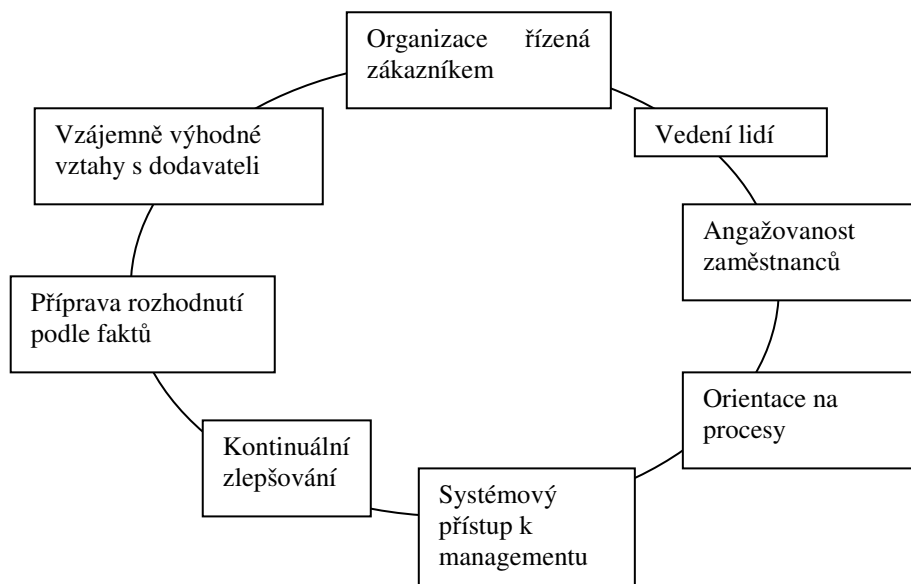 Organizace řízená
zákazníkem
Vedení lidí
Angažovanost
zaměstnanců
Orientace na
procesy
Systémový
přístup k
managementu
Kontinuální
zlepšování
Příprava rozhodnutí
podle faktů
Vzájemně výhodné
vztahy s dodavateli